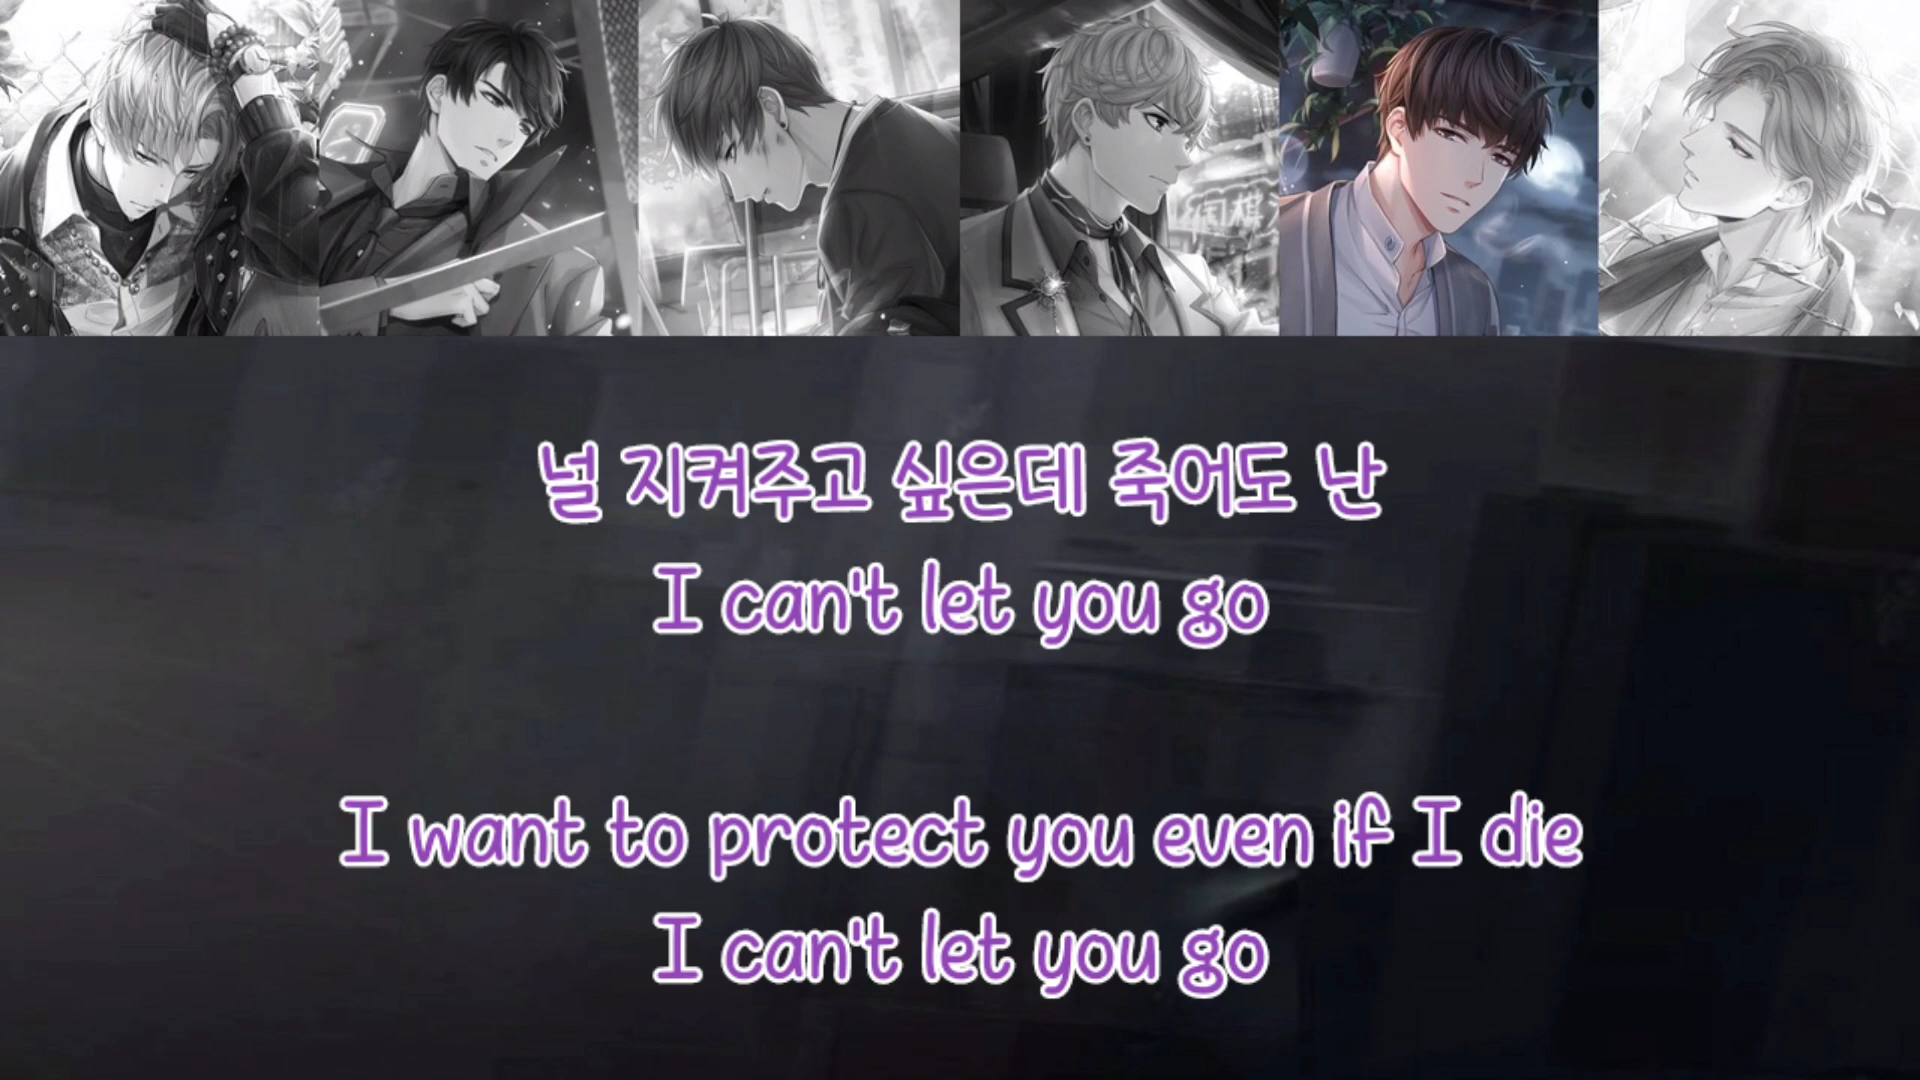 널 지켜주고 싶은데 죽어도 난
I can't let you go
I want to protect you even if I die
I can't let you go